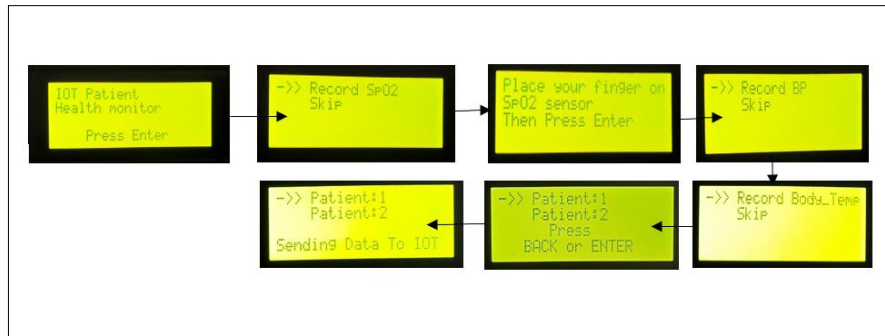 IOT Patient
Health monitor
Press Enter
->> Record SpO2
Skip
Place your finger on
SpO2 sensor
Then Press Enter
->> Record BP
Skip
->> Record Body_Temp
Skip
->> Patient:1
Patient:2
Press
BACK or ENTER
->> Patient:1
Patient:2
Sending Data To IOT